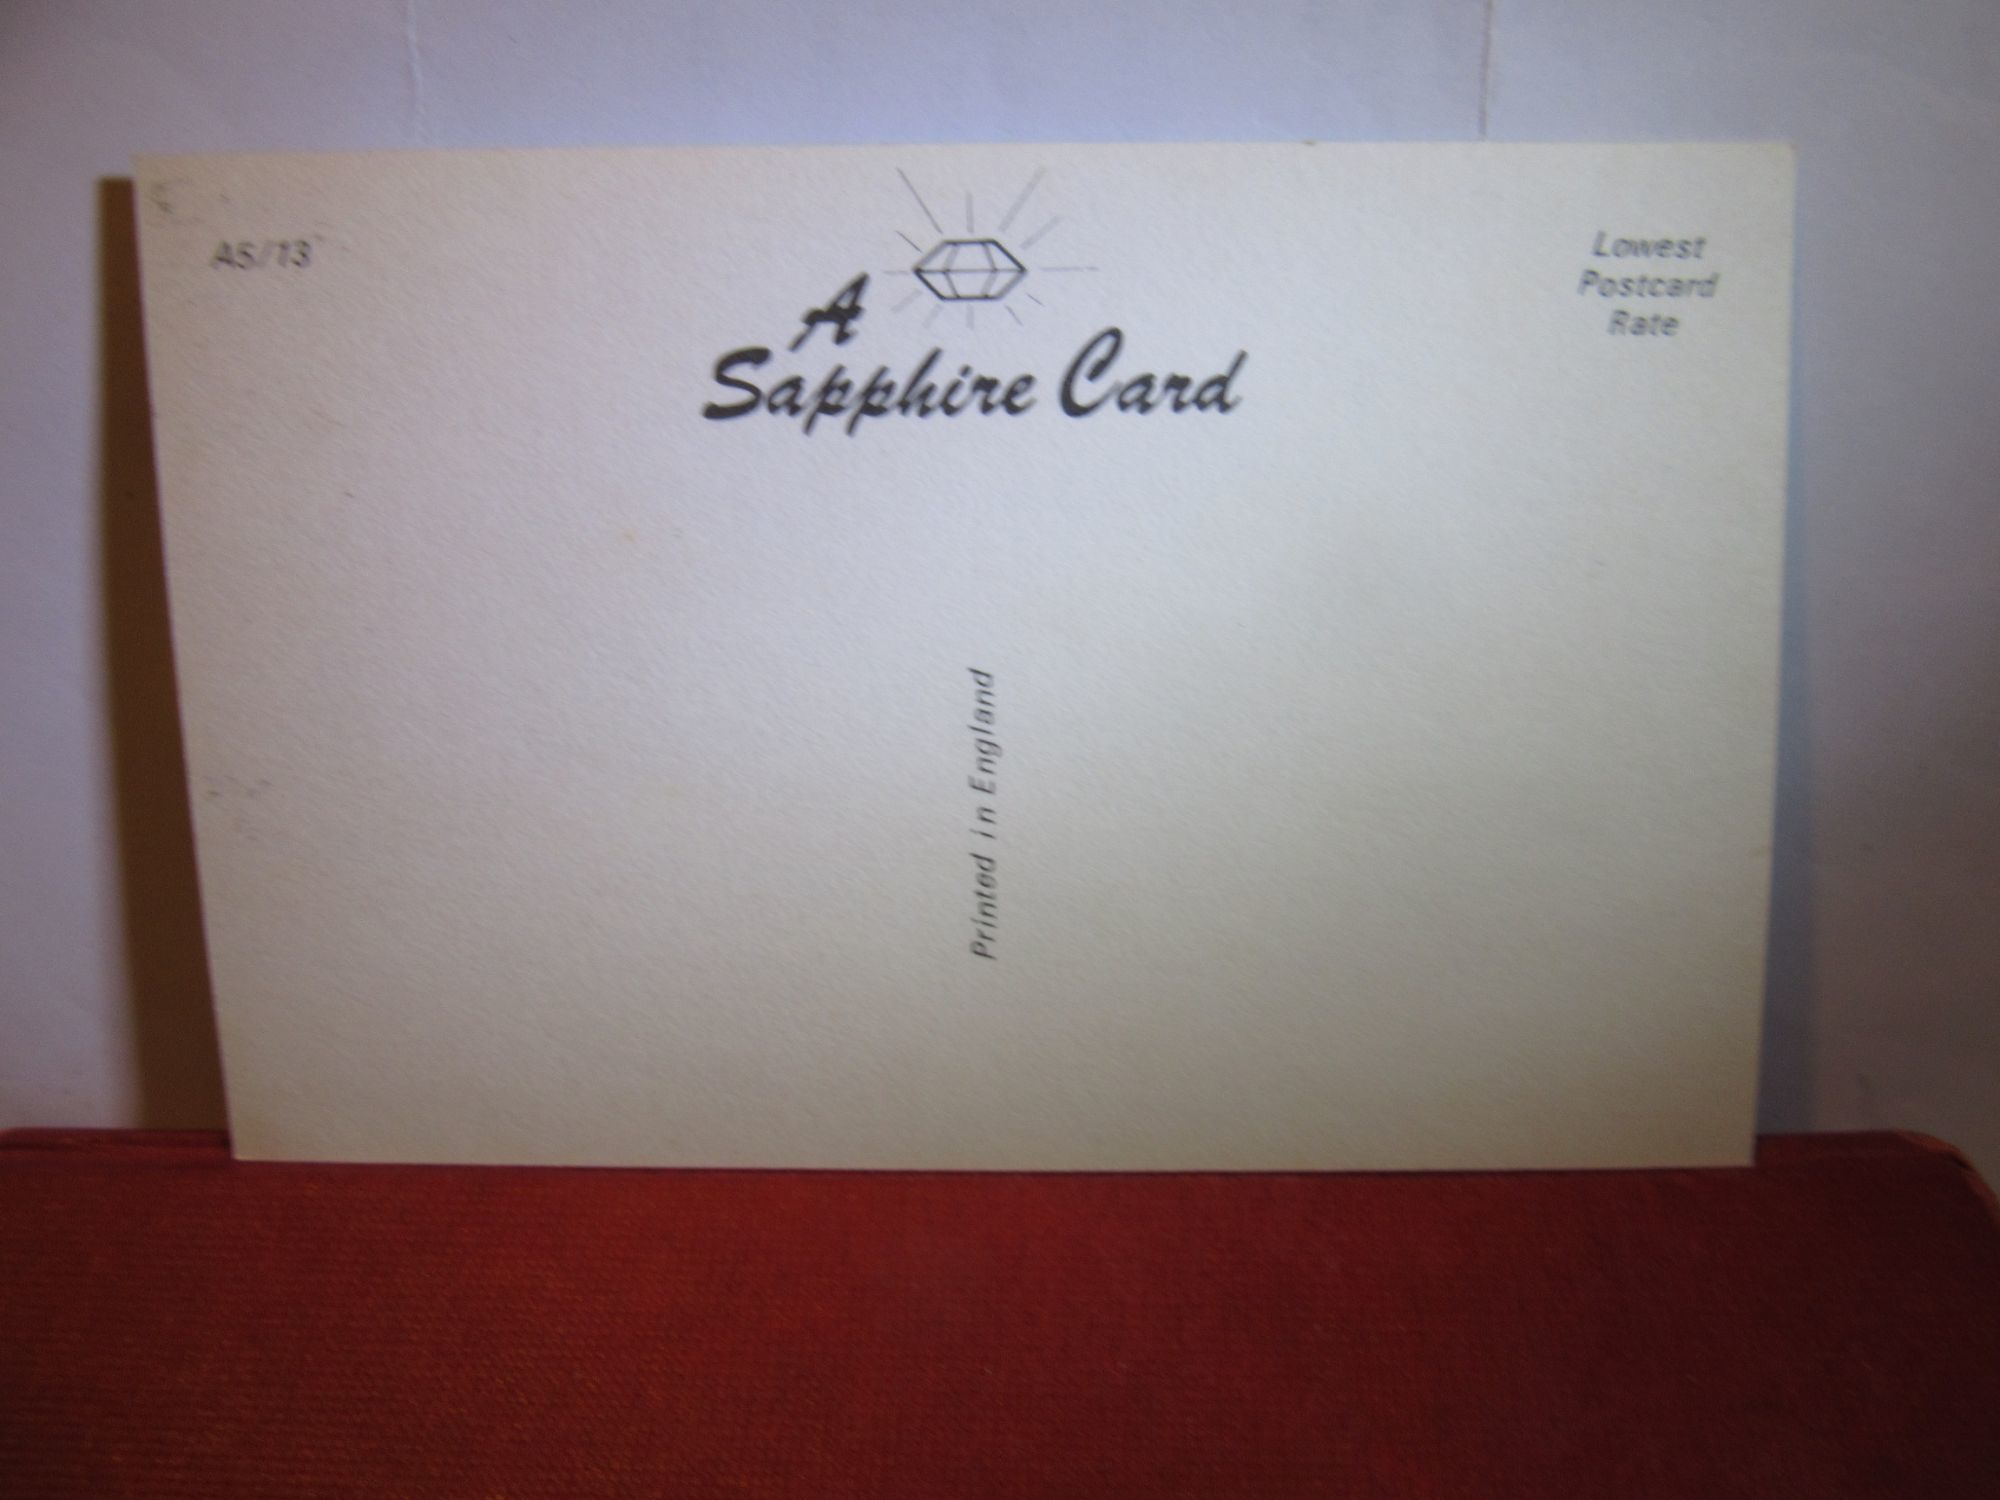 A5/13
A
Sapphire Card
Lowest
Postcard
Rate
Printed in England